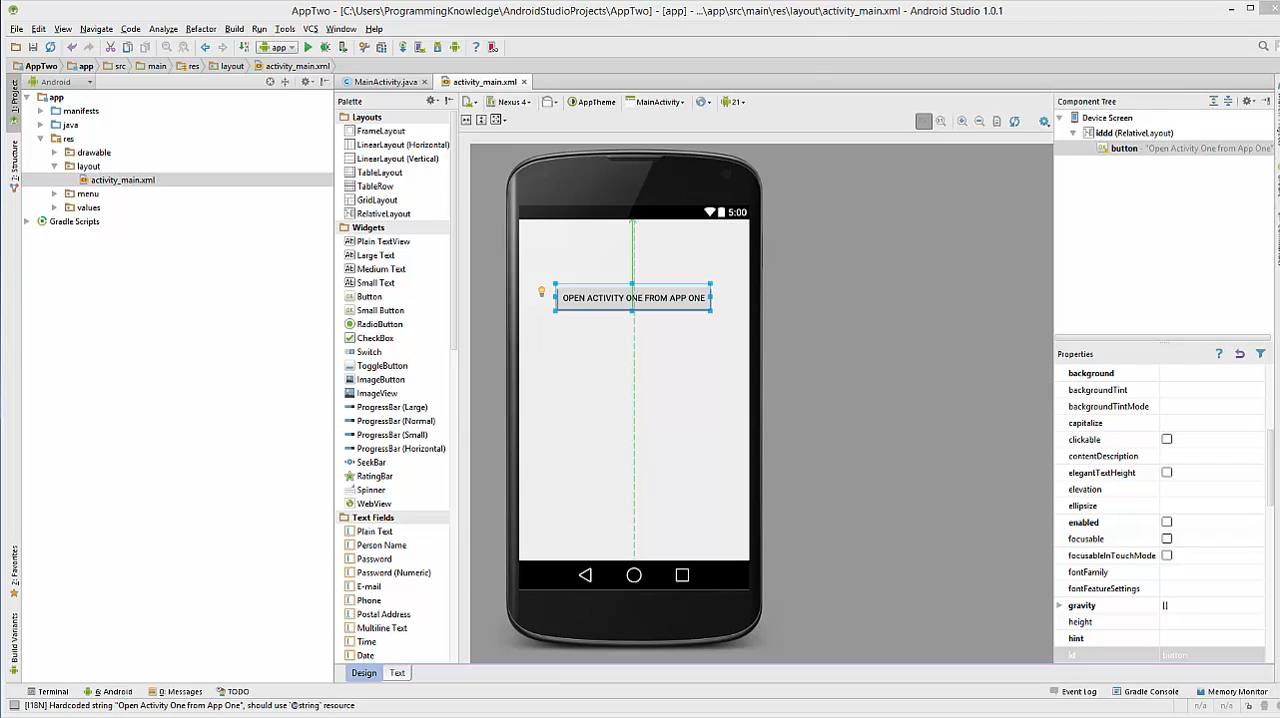 AppTwo - [C:\Users\ProgrammingKnowledge\AndroidStudioProjects\AppTwo] - [app] - ...\app\src\main\res\layout\activity_main.xml - Android Studio 1.0.1
File Edit View Navigate Code Analyze Refactor Build Run Tools VCS Window Help
app
AppTwo app src main res layout activity_main.xml
1: Project
2: Structure
2: Favorites
Build Variants
Android
app
manifests
java
res
drawable
layout
activity_main.xml
menu
values
Gradle Scripts
MainActivity.java activity_main.xml
Palette
Layouts
FrameLayout
LinearLayout (Horizontal)
LinearLayout (Vertical)
TableLayout
TableRow
GridLayout
RelativeLayout
Widgets
Plain TextView
Large Text
Medium Text
Small Text
Button
Small Button
RadioButton
CheckBox
Switch
ToggleButton
ImageButton
ImageView
ProgressBar (Large)
ProgressBar (Normal)
ProgressBar (Small)
ProgressBar (Horizontal)
SeekBar
RatingBar
Spinner
WebView
Text Fields
Plain Text
Person Name
Password
Password (Numeric)
E-mail
Phone
Postal Address
Multiline Text
Time
Date
Design Text
Nexus 4 AppTheme MainActivity 21
5:00
OPEN ACTIVITY ONE FROM APP ONE
Component Tree
Device Screen
iddd (RelativeLayout)
button - "Open Activity One from App One"
Properties
background
backgroundTint
backgroundTintMode
capitalize
clickable
contentDescription
elegantTextHeight
elevation
ellipsize
enabled
focusable
focusableInTouchMode
fontFamily
fontFeatureSettings
gravity []
height
hint
id button
Terminal 6: Android 0: Messages TODO Event Log Gradle Console Memory Monitor
[I18N] Hardcoded string "Open Activity One from App One", should use '@string' resource n/a n/a